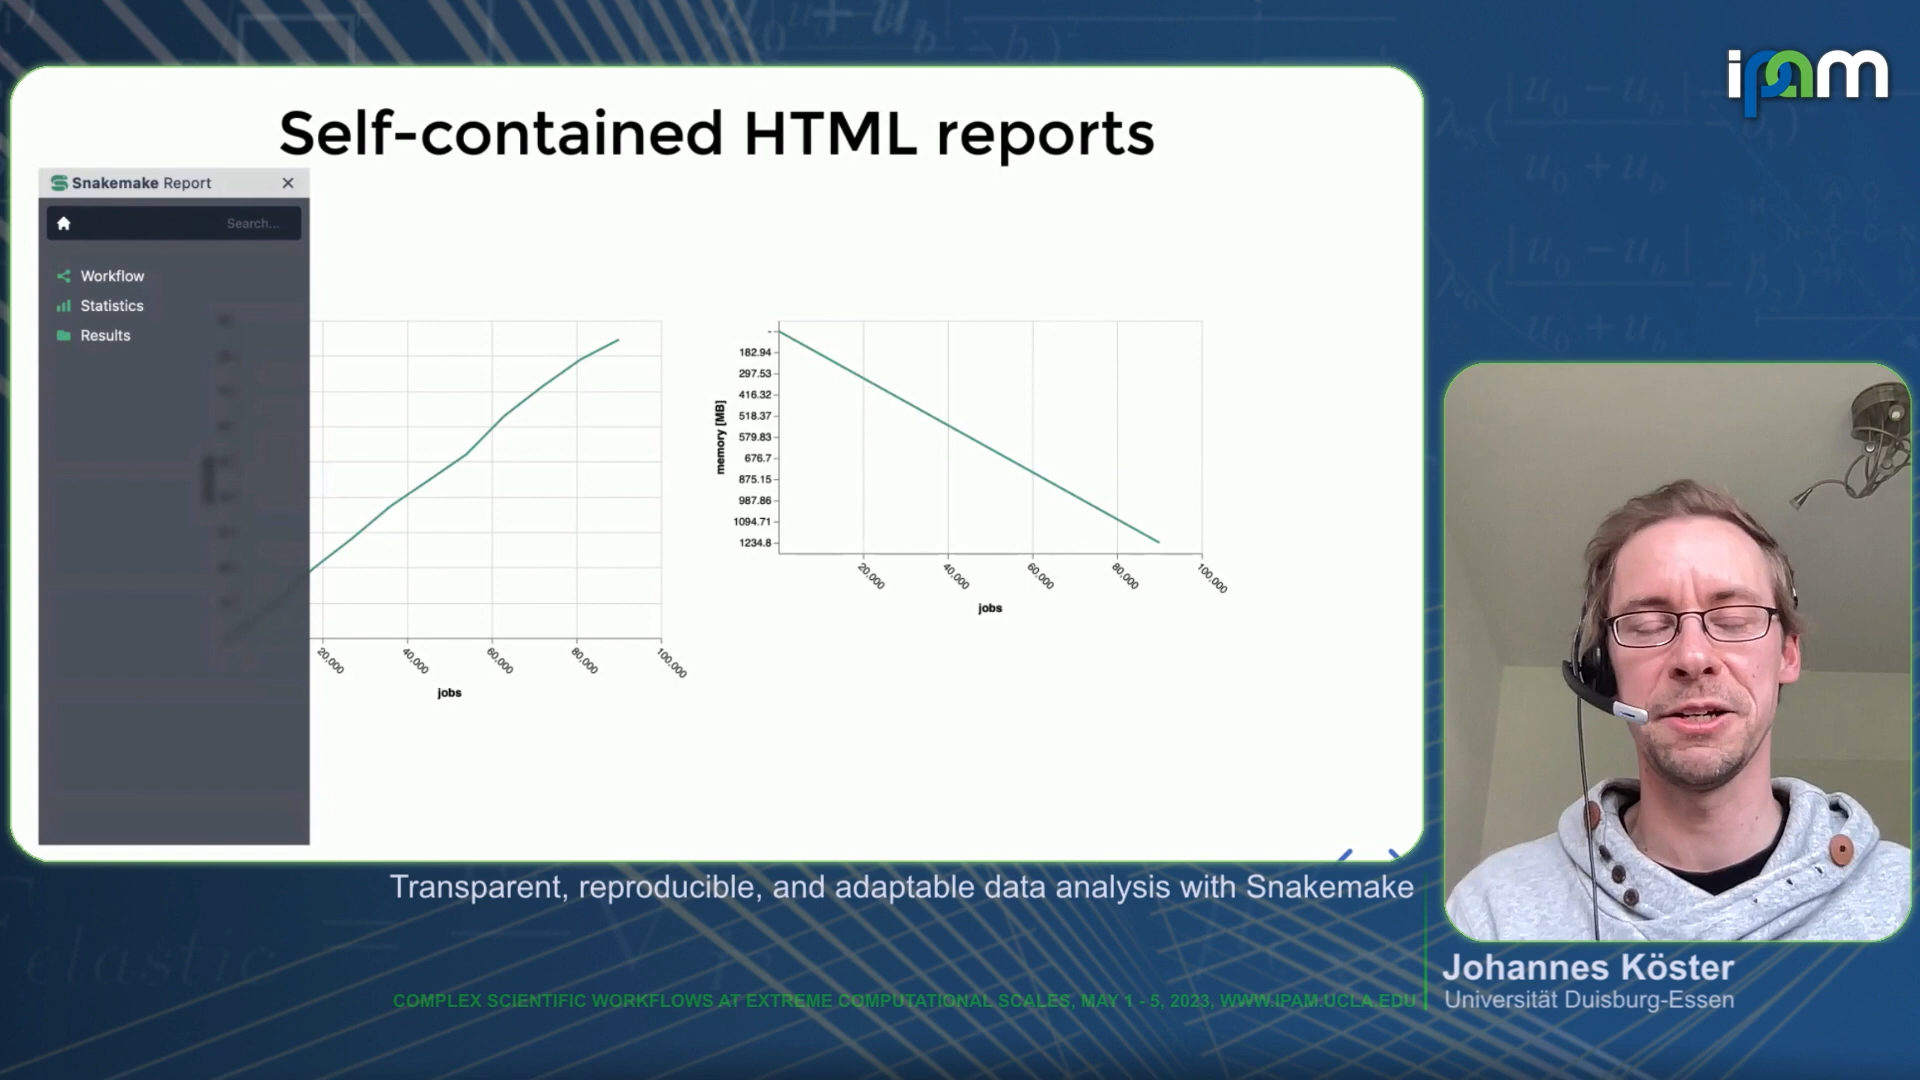 ipam
Self-contained HTML reports
Snakemake Report
Search...
Workflow
Statistics
Results
20,000
40,000
60,000
80,000
100,000
jobs
memory [MB]
-
182.94
297.53
416.32
518.37
579.83
676.7
875.15
987.86
1094.71
1234.8
20,000
40,000
60,000
80,000
100,000
jobs
Transparent, reproducible, and adaptable data analysis with Snakemake
COMPLEX SCIENTIFIC WORKFLOWS AT EXTREME COMPUTATIONAL SCALES, MAY 1 - 5, 2023, WWW.IPAM.UCLA.EDU
Johannes Köster
Universität Duisburg-Essen
elastic